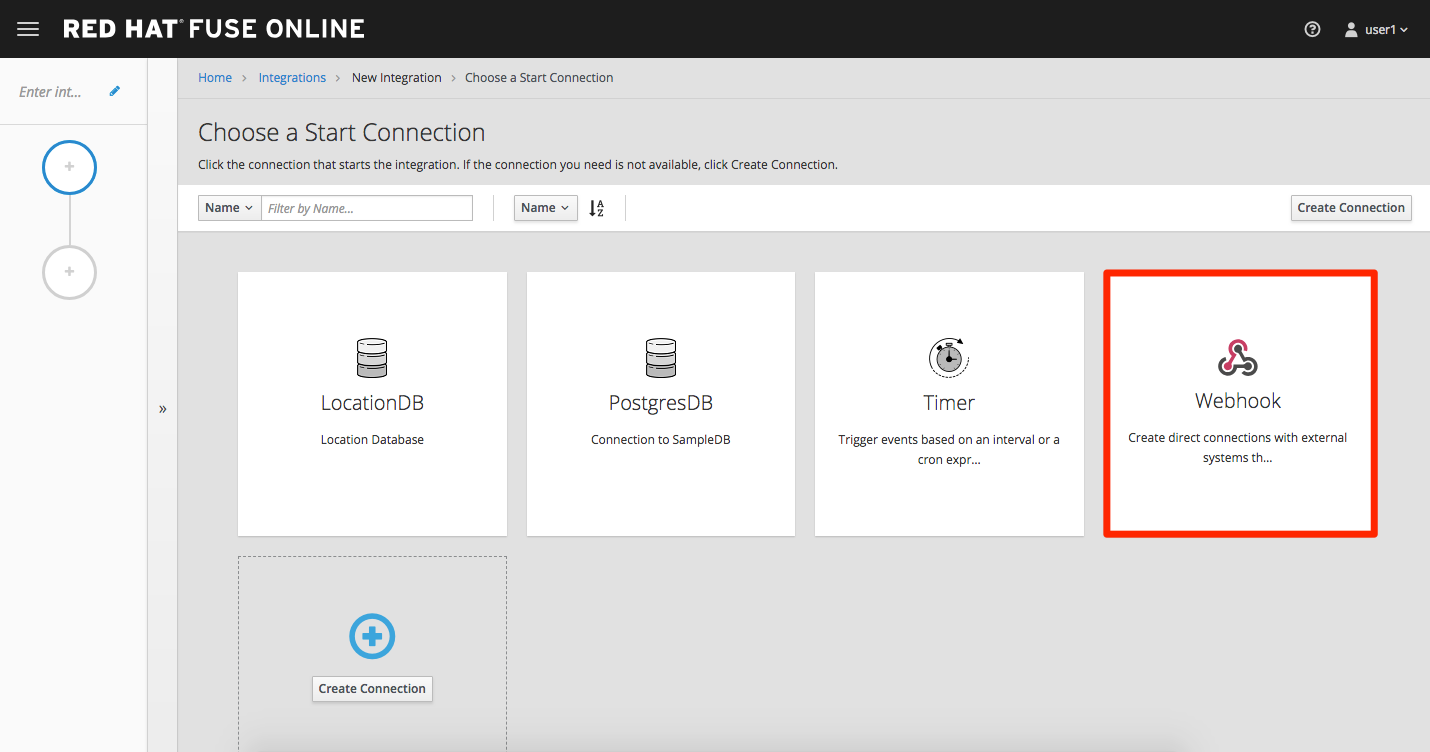 RED HAT® FUSE ONLINE
user1
Enter int...
Home > Integrations > New Integration > Choose a Start Connection
Choose a Start Connection
Click the connection that starts the integration. If the connection you need is not available, click Create Connection.
Name
Filter by Name...
Name
A
Z
Create Connection
LocationDB
Location Database
PostgresDB
Connection to SampleDB
Timer
Trigger events based on an interval or a
cron expr...
Webhook
Create direct connections with external
systems th...
»
Create Connection